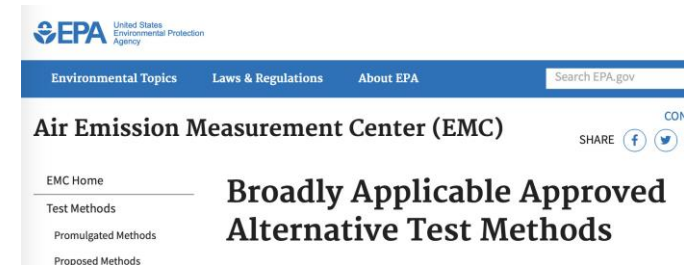 EPA
United States
Environmental Protection
Agency
Environmental Topics Laws & Regulations About EPA Search EPA.gov
CON
Air Emission Measurement Center (EMC)
SHARE
EMC Home
Test Methods
Promulgated Methods
Proposed Methods
Broadly Applicable Approved
Alternative Test Methods